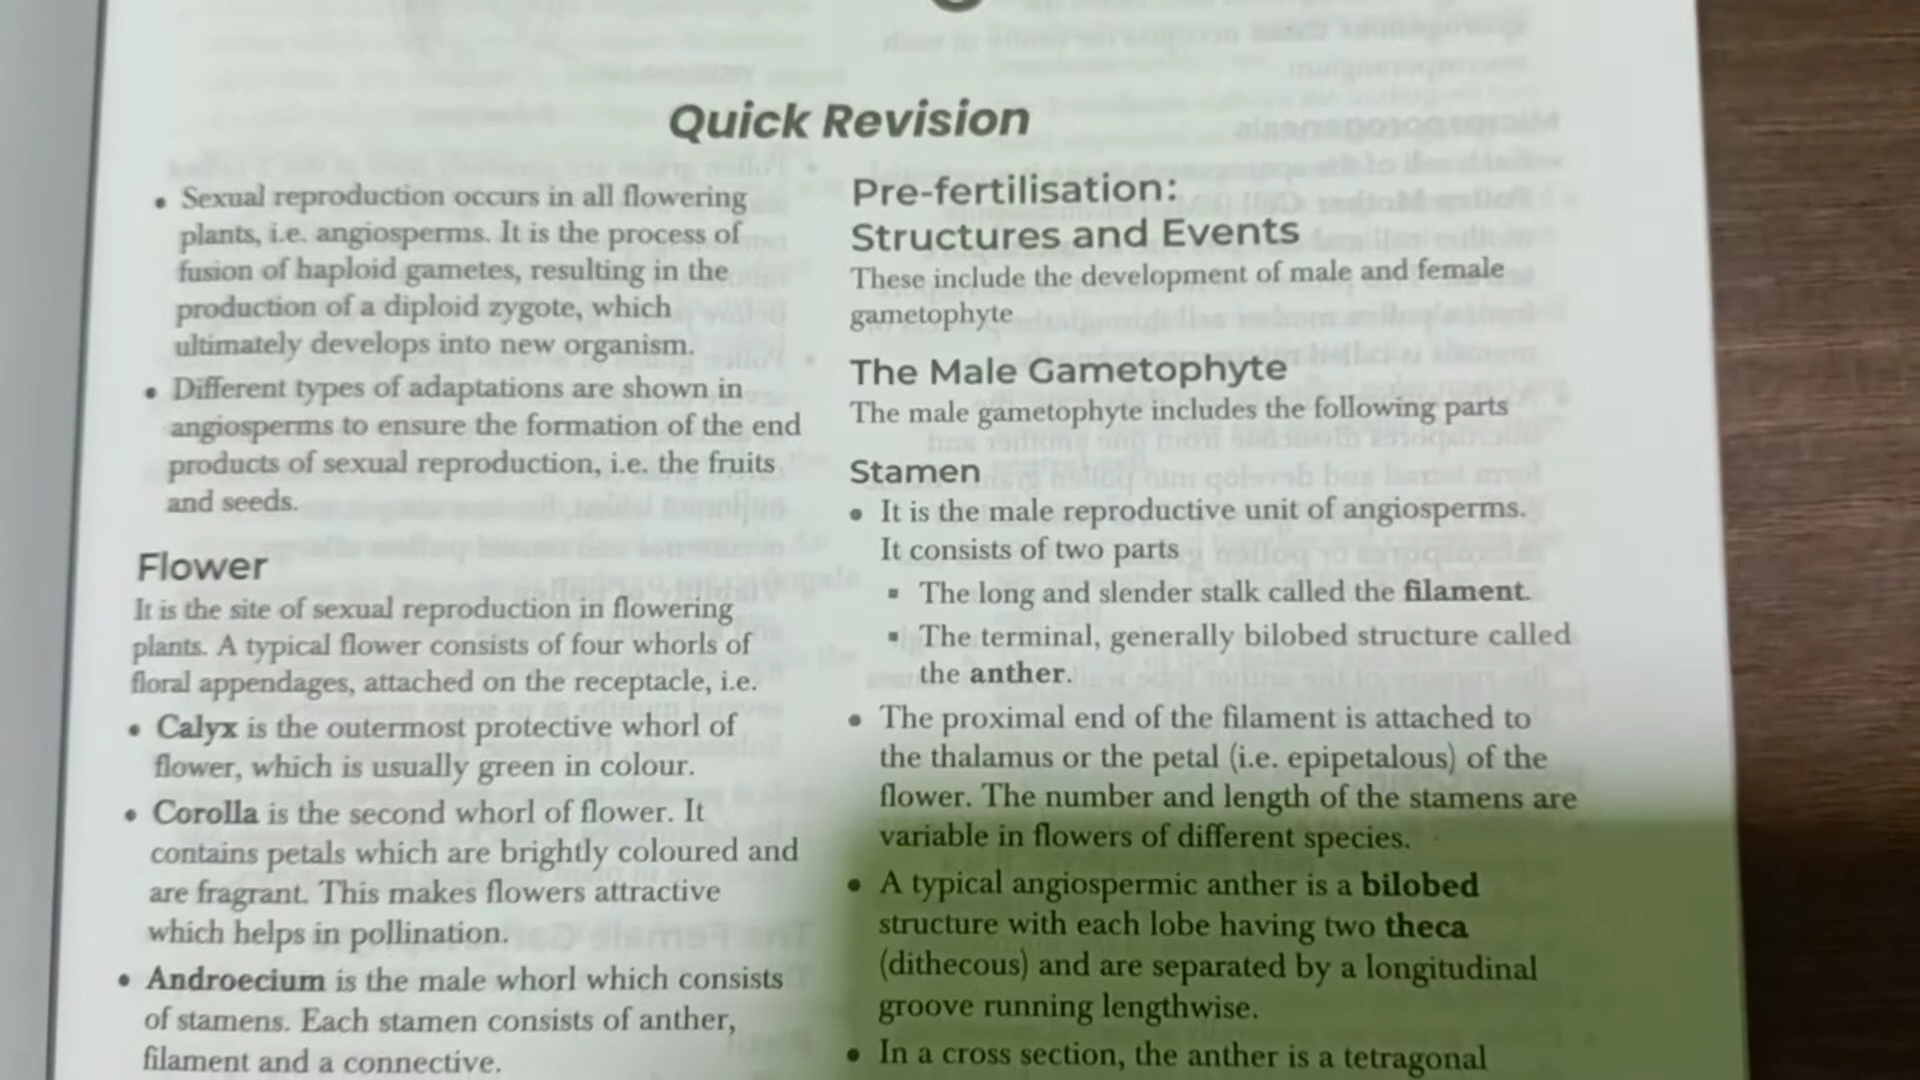 Quick Revision
• Sexual reproduction occurs in all flowering
plants, i.e. angiosperms. It is the process of
fusion of haploid gametes, resulting in the
production of a diploid zygote, which
ultimately develops into new organism.
• Different types of adaptations are shown in
angiosperms to ensure the formation of the end
products of sexual reproduction, i.e. the fruits
and seeds.
Flower
It is the site of sexual reproduction in flowering
plants. A typical flower consists of four whorls of
floral appendages, attached on the receptacle, i.e.
• Calyx is the outermost protective whorl of
flower, which is usually green in colour.
• Corolla is the second whorl of flower. It
contains petals which are brightly coloured and
are fragrant. This makes flowers attractive
which helps in pollination.
• Androecium is the male whorl which consists
of stamens. Each stamen consists of anther,
filament and a connective.
Pre-fertilisation:
Structures and Events
These include the development of male and female
gametophyte
The Male Gametophyte
The male gametophyte includes the following parts
Stamen
• It is the male reproductive unit of angiosperms.
It consists of two parts
▪ The long and slender stalk called the filament.
▪ The terminal, generally bilobed structure called
the anther.
• The proximal end of the filament is attached to
the thalamus or the petal (i.e. epipetalous) of the
flower. The number and length of the stamens are
variable in flowers of different species.
• A typical angiospermic anther is a bilobed
structure with each lobe having two theca
(dithecous) and are separated by a longitudinal
groove running lengthwise.
• In a cross section, the anther is a tetragonal